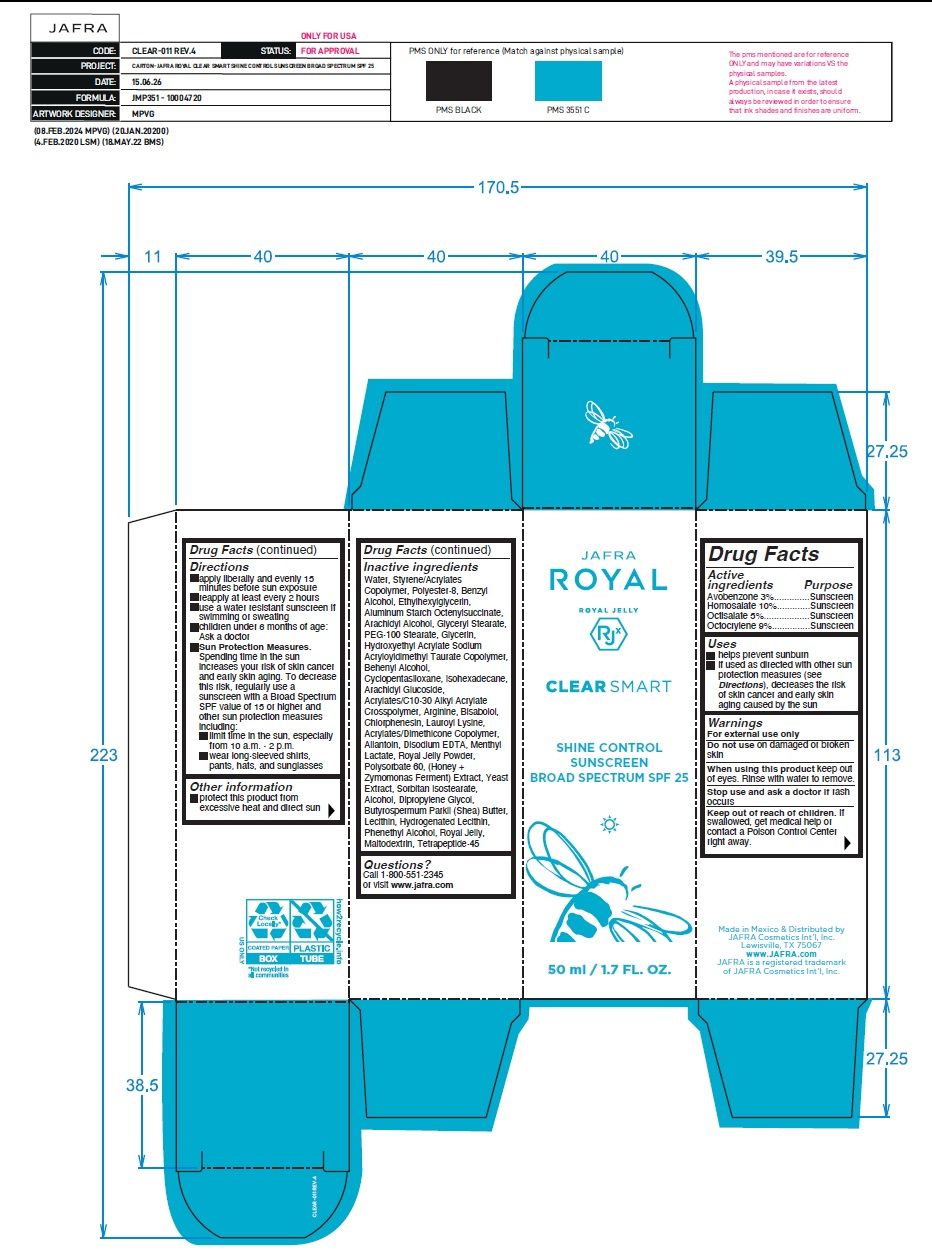 JAFRA
ONLY FOR USA
CODE: CLEAR-011 REV.4 STATUS: FOR APPROVAL
PROJECT: CARTON-JAFRA ROYAL CLEAR SMART SHINE CONTROL SUNSCREEN BROAD SPECTRUM SPF 25
DATE: 15.06.26
FORMULA: JMP351 - 10004720
ARTWORK DESIGNER: MPVG
(08.FEB.2024 MPVG) (20JAN.20200)
(4.FEB.2020 LSM) (18.MAY.22 BMS)
PMS ONLY for reference (Match against physical sample)
PMS BLACK
PMS 3551 C
The pms mentioned are for reference
ONLY and may have variations VS the
physical samples.
A physical sample from the latest
production, in case it exists, should
always be reviewed in order to ensure
that ink shades and finishes are uniform.
170.5
11
40
40
40
39.5
27.25
223
113
38.5
27.25
Drug Facts (continued)
Directions
apply liberally and evenly 15
minutes before sun exposure
reapply at least every 2 hours
use a water resistant sunscreen if
swimming or sweating
children under 6 months of age:
Ask a doctor
Sun Protection Measures.
Spending time in the sun
increases your risk of skin cancer
and early skin aging. To decrease
this risk, regularly use a
sunscreen with a Broad Spectrum
SPF value of 15 or higher and
other sun protection measures
including:
limit time in the sun, especially
from 10 a.m. - 2 p.m.
wear long-sleeved shirts,
pants, hats, and sunglasses
Other information
protect this product from
excessive heat and direct sun
Check
Locally*
COATED PAPER
BOX
PLASTIC
TUBE
how2recycle.info
US ONLY
*Not recycled in
all communities
Drug Facts (continued)
Inactive ingredients
Water, Styrene/Acrylates
Copolymer, Polyester-8, Benzyl
Alcohol, Ethylhexylglycerin,
Aluminum Starch Octenylsuccinate,
Arachidyl Alcohol, Glyceryl Stearate,
PEG-100 Stearate, Glycerin,
Hydroxyethyl Acrylate Sodium
Acryloyldimethyl Taurate Copolymer,
Behenyl Alcohol,
Cyclopentasiloxane, Isohexadecane,
Arachidyl Glucoside,
Acrylates/C10-30 Alkyl Acrylate
Crosspolymer, Arginine, Bisabolol,
Chlorphenesin, Lauroyl Lysine,
Acrylates/Dimethicone Copolymer,
Allantoin, Disodium EDTA, Menthyl
Lactate, Royal Jelly Powder,
Polysorbate 60, (Honey +
Zymomonas Ferment) Extract, Yeast
Extract, Sorbitan Isostearate,
Alcohol, Dipropylene Glycol,
Butyrospermum Parkii (Shea) Butter,
Lecithin, Hydrogenated Lecithin,
Phenethyl Alcohol, Royal Jelly,
Maltodextrin, Tetrapeptide-45
Questions?
Call 1-800-551-2345
or visit www.jafra.com
JAFRA
ROYAL
ROYAL JELLY
RJx
CLEAR SMART
SHINE CONTROL
SUNSCREEN
BROAD SPECTRUM SPF 25
50 ml / 1.7 FL. OZ.
Drug Facts
Active
ingredients Purpose
Avobenzone 3%.............Sunscreen
Homosalate 10%............Sunscreen
Octisalate 5%................Sunscreen
Octocrylene 9%..............Sunscreen
Uses
helps prevent sunburn
if used as directed with other sun
protection measures (see
Directions), decreases the risk
of skin cancer and early skin
aging caused by the sun
Warnings
For external use only
Do not use on damaged or broken
skin
When using this product keep out
of eyes. Rinse with water to remove.
Stop use and ask a doctor if rash
occurs
Keep out of reach of children. If
swallowed, get medical help or
contact a Poison Control Center
right away.
Made in Mexico & Distributed by
JAFRA Cosmetics Int'l, Inc.
Lewisville, TX 75067
www.JAFRA.com
JAFRA is a registered trademark
of JAFRA Cosmetics Int'l, Inc.
CLEAR-011 REV.4